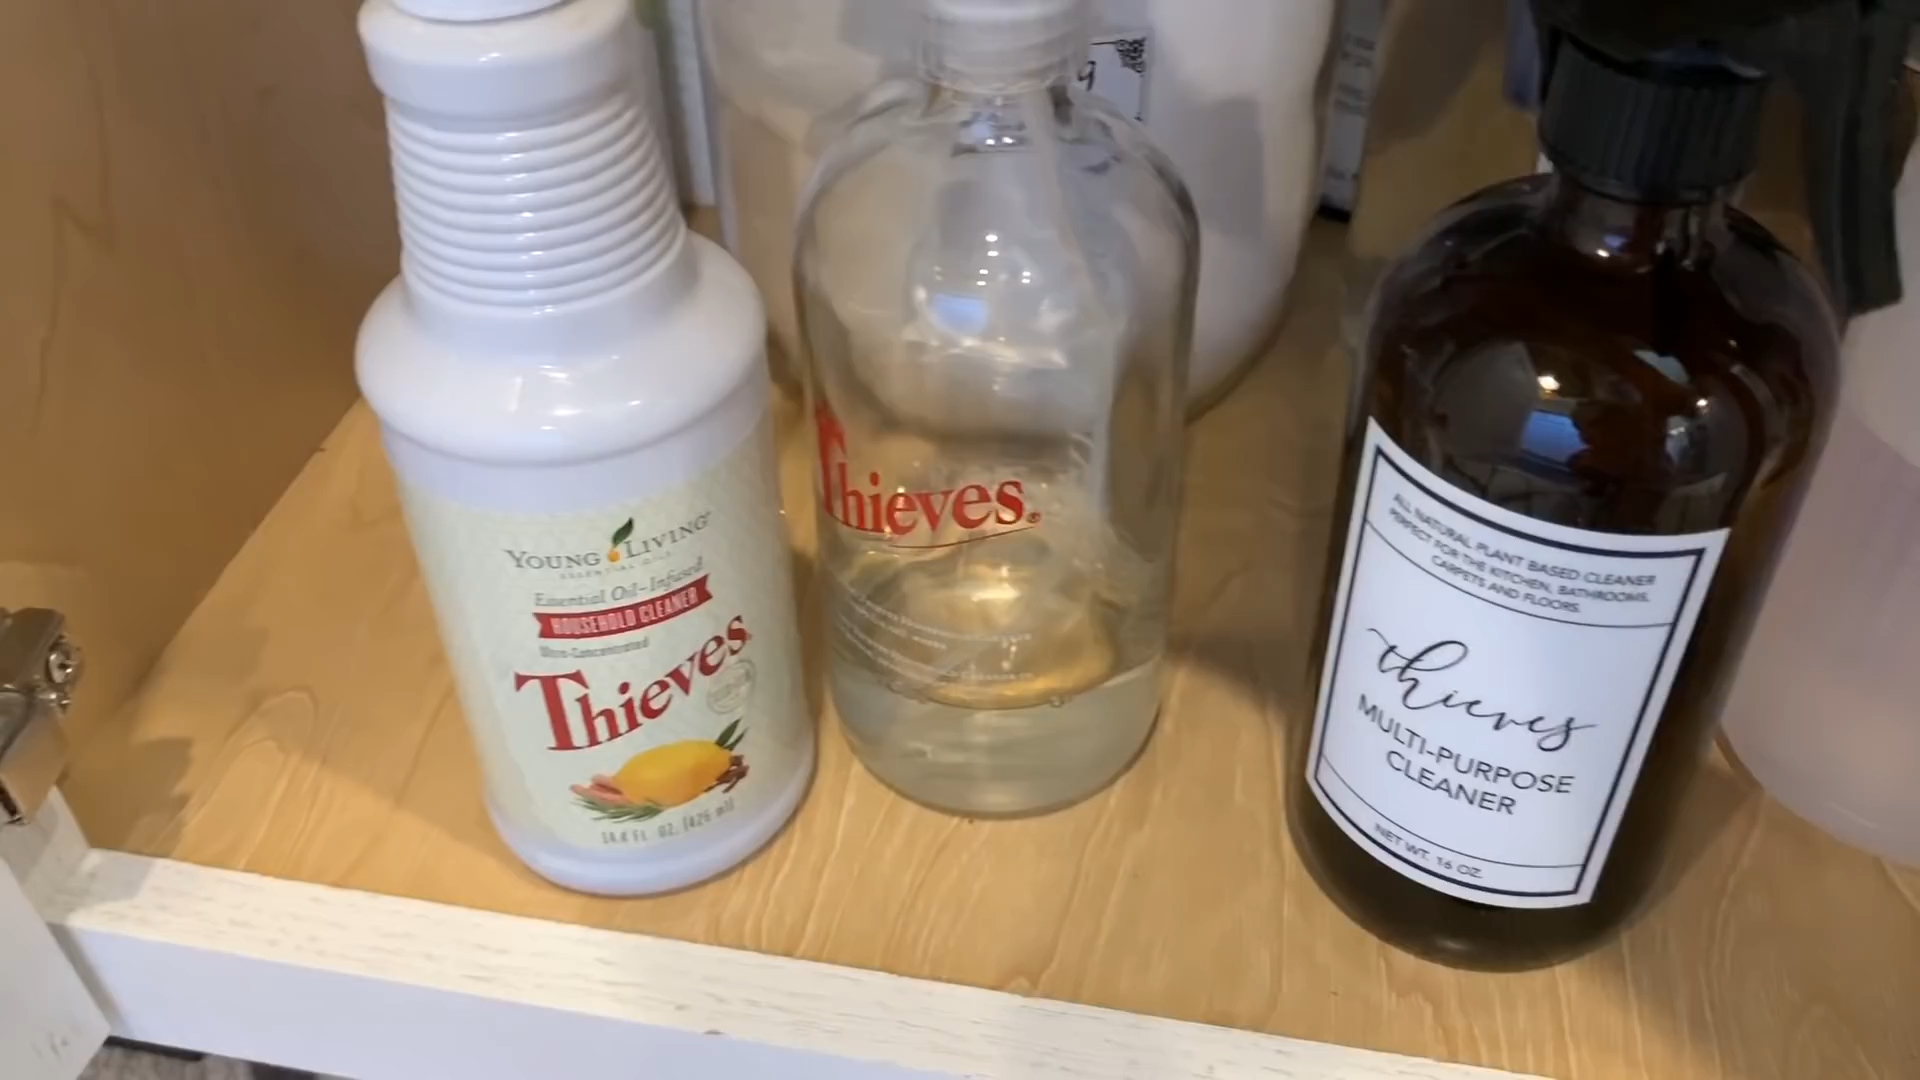 YOUNG LIVING
ESSENTIAL OILS
Essential Oil-Infused
HOUSEHOLD CLEANER
Ultra-Concentrated
Thieves
14.4 FL. OZ. (426 ml)
Thieves®
ALL NATURAL PLANT BASED CLEANER
PERFECT FOR THE KITCHEN, BATHROOMS,
CARPETS AND FLOORS.
thieves
MULTI-PURPOSE
CLEANER
NET WT. 16 OZ.